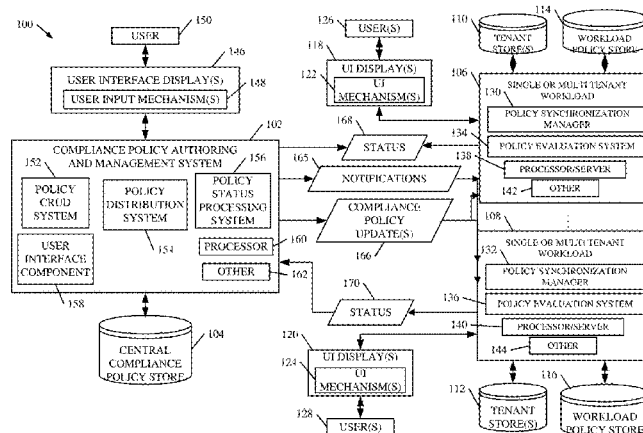 100
USER
150
146
USER INTERFACE DISPLAY(S)
148
USER INPUT MECHANISM(S)
102
COMPLIANCE POLICY AUTHORING
AND MANAGEMENT SYSTEM
152
POLICY
CRUD
SYSTEM
POLICY
DISTRIBUTION
SYSTEM
154
156
POLICY
STATUS
PROCESSING
SYSTEM
USER
INTERFACE
COMPONENT
158
PROCESSOR
160
OTHER
162
CENTRAL
COMPLIANCE
POLICY STORE
104
126
USER(S)
118
UI DISPLAY(S)
122
UI
MECHANISM(S)
168
STATUS
165
NOTIFICATIONS
COMPLIANCE
POLICY
UPDATE(S)
166
170
STATUS
120
UI DISPLAY(S)
124
UI
MECHANISM(S)
128
USER(S)
110
TENANT
STORE(S)
114
WORKLOAD
POLICY STORE
106
SINGLE OR MULTI TENANT
WORKLOAD
130
POLICY SYNCHRONIZATION
MANAGER
134
POLICY EVALUATION SYSTEM
138
PROCESSOR/SERVER
142
OTHER
108
SINGLE OR MULTI TENANT
WORKLOAD
132
POLICY SYNCHRONIZATION
MANAGER
136
POLICY EVALUATION SYSTEM
140
PROCESSOR/SERVER
144
OTHER
112
TENANT
STORE(S)
116
WORKLOAD
POLICY STORE